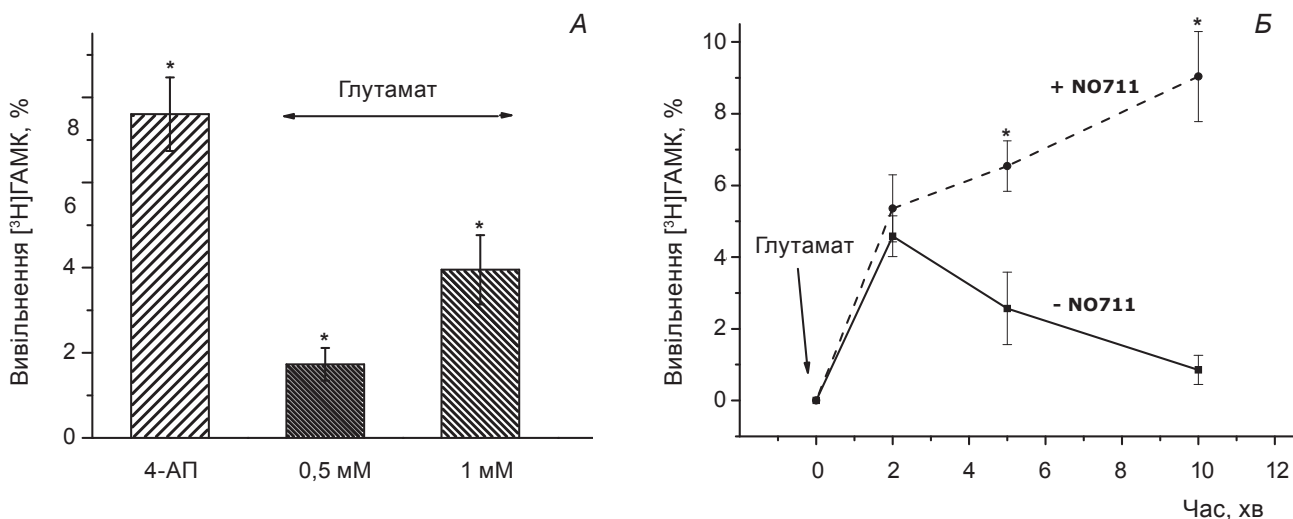 А
Вивільнення [³H]ГАМК, %
8
6
4
2
0
*
*
*
Глутамат
4-АП
0,5 мМ
1 мМ
Б
Вивільнення [³H]ГАМК, %
10
8
6
4
2
0
*
*
+ NO711
- NO711
Глутамат
0
2
4
6
8
10
12
Час, хв